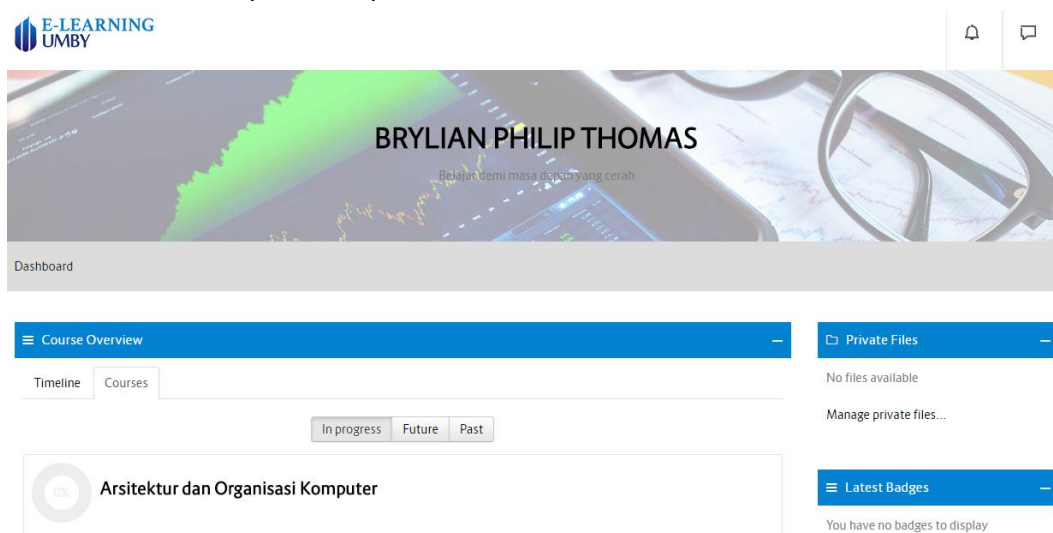 E-LEARNING
UMBY
BRYLIAN PHILIP THOMAS
Belajar demi masa depan yang cerah
Dashboard
Course Overview
Timeline Courses
In progress Future Past
0%
Arsitektur dan Organisasi Komputer
Private Files
No files available
Manage private files...
Latest Badges
You have no badges to display